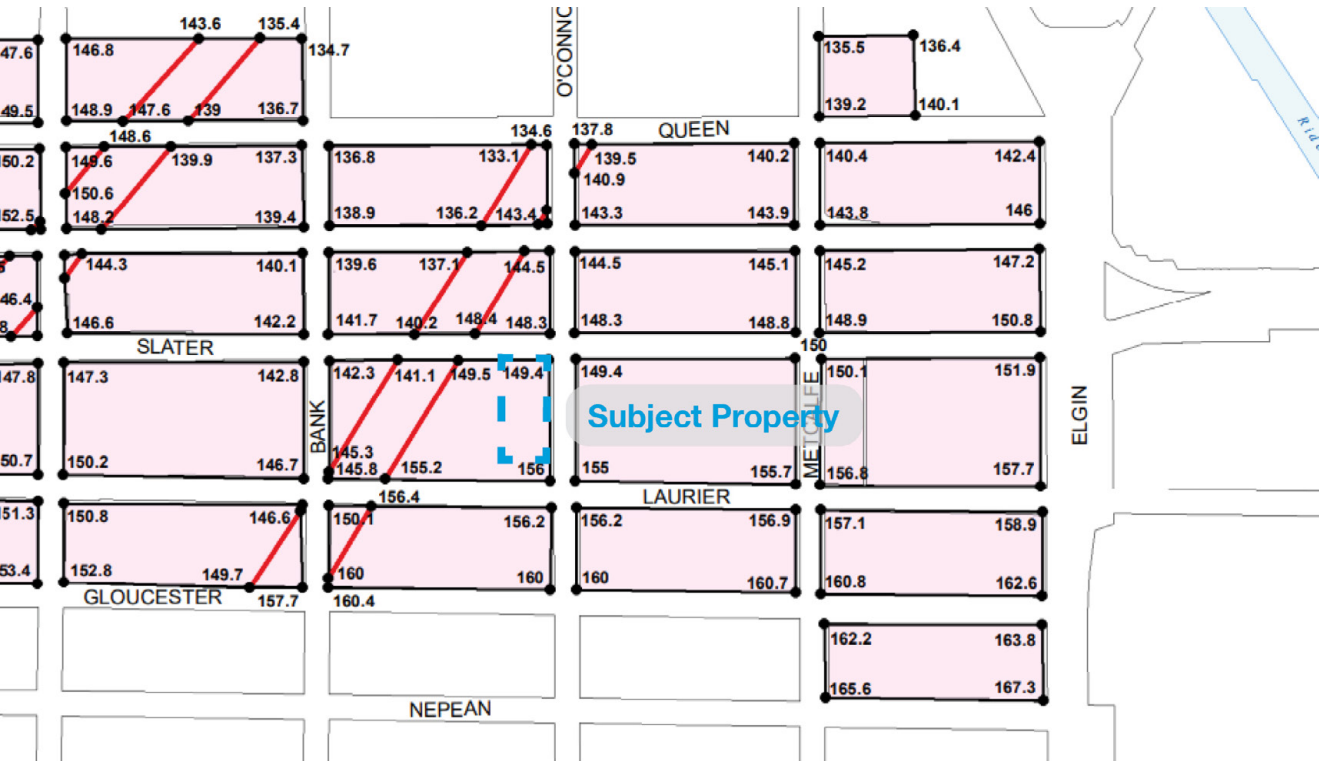 143.6 135.4
O'CONNO
47.6 146.8 134.7 135.5 136.4
49.5 148.9 147.6 139 136.7 139.2 140.1
148.6 134.6 137.8 QUEEN
50.2 149.6 139.9 137.3 136.8 133.1 139.5 140.2 140.4 142.4
150.6 140.9
52.5 148.2 139.4 138.9 136.2 143.4 143.3 143.9 143.8 146
144.3 140.1 139.6 137.1 144.5 144.5 145.1 145.2 147.2
46.4
8 146.6 142.2 141.7 140.2 148.4 148.3 148.3 148.8 148.9 150.8
SLATER 150
47.8 147.3 142.8 142.3 141.1 149.5 149.4 149.4 150.1 151.9
BANK
Subject Property
METCALFE
ELGIN
145.3
50.7 150.2 146.7 145.8 155.2 156 155 155.7 156.8 157.7
156.4 LAURIER
51.3 150.8 146.6 150.1 156.2 156.2 156.9 157.1 158.9
53.4 152.8 149.7 160 160 160 160.7 160.8 162.6
GLOUCESTER 157.7 160.4
162.2 163.8
165.6 167.3
NEPEAN